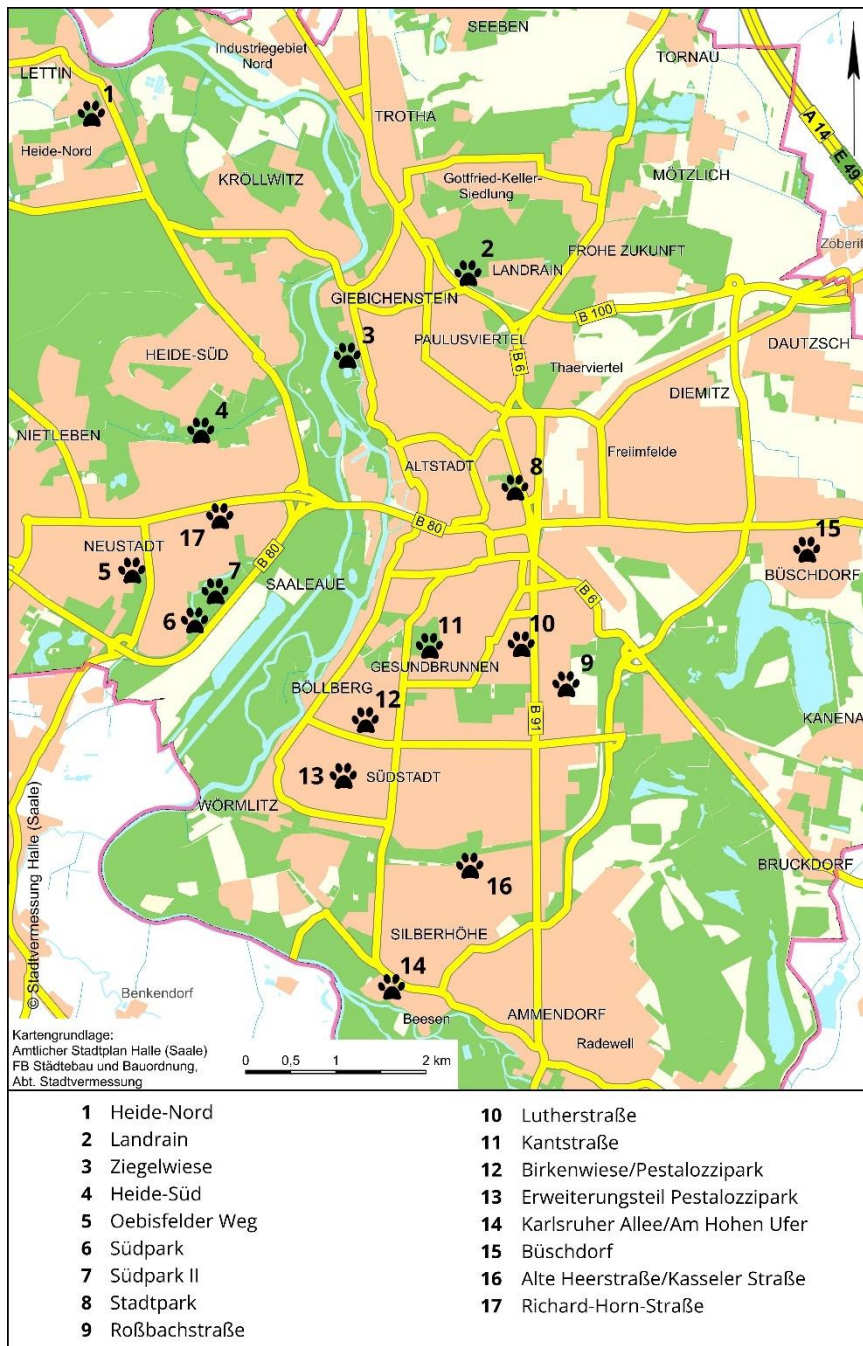 SEEBEN
Industriegebiet
Nord
TORNAU
LETTIN
A 14
E 49
1
TROTHA
Heide-Nord
Gottfried-Keller-
Siedlung
MÖTZLICH
KRÖLLWITZ
2
FROHE ZUKUNFT
Zöberit
LANDRAIN
GIEBICHENSTEIN
B 100
3
PAULUSVIERTEL
B 6
DAUTZSCH
HEIDE-SÜD
Thaerviertel
DIEMITZ
4
NIETLEBEN
Freiimfelde
ALTSTADT
8
17
B 80
15
NEUSTADT
B 80
5
7
SAALEAUE
BÜSCHDORF
6
B 6
11
10
GESUNDBRUNNEN
9
BÖLLBERG
12
B 91
KANENA
13
SÜDSTADT
WÖRMLITZ
BRUCKDORF
16
SILBERHÖHE
14
© Stadtvermessung Halle (Saale)
Benkendorf
Beesen
AMMENDORF
Radewell
Kartengrundlage:
Amtlicher Stadtplan Halle (Saale)
FB Städtebau und Bauordnung,
Abt. Stadtvermessung
0 0,5 1 2 km
1 Heide-Nord
2 Landrain
3 Ziegelwiese
4 Heide-Süd
5 Oebisfelder Weg
6 Südpark
7 Südpark II
8 Stadtpark
9 Roßbachstraße
10 Lutherstraße
11 Kantstraße
12 Birkenwiese/Pestalozzipark
13 Erweiterungsteil Pestalozzipark
14 Karlsruher Allee/Am Hohen Ufer
15 Büschdorf
16 Alte Heerstraße/Kasseler Straße
17 Richard-Horn-Straße